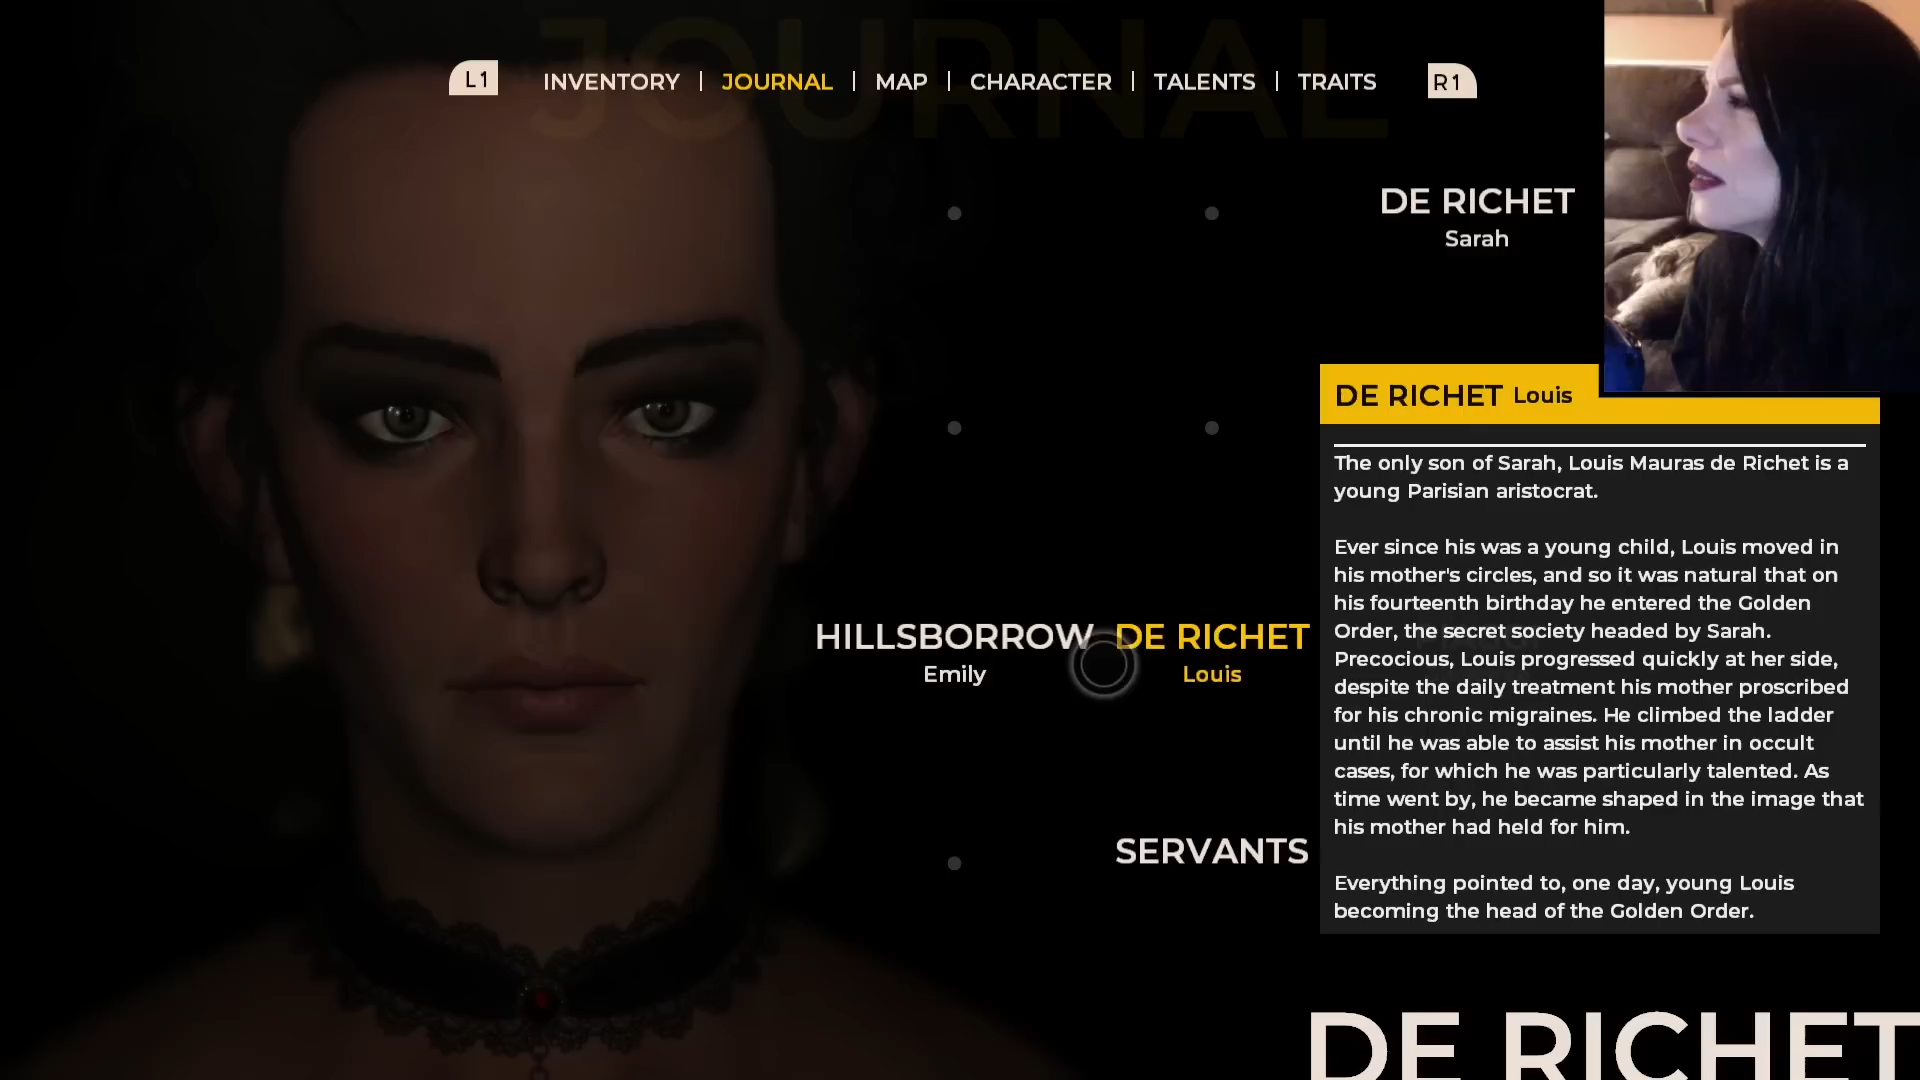 JOURNAL
L1 INVENTORY | JOURNAL | MAP | CHARACTER | TALENTS | TRAITS R1
DE RICHET
Sarah
DE RICHET Louis
The only son of Sarah, Louis Mauras de Richet is a
young Parisian aristocrat.
Ever since his was a young child, Louis moved in
his mother's circles, and so it was natural that on
his fourteenth birthday he entered the Golden
Order, the secret society headed by Sarah.
Precocious, Louis progressed quickly at her side,
despite the daily treatment his mother proscribed
for his chronic migraines. He climbed the ladder
until he was able to assist his mother in occult
cases, for which he was particularly talented. As
time went by, he became shaped in the image that
his mother had held for him.
Everything pointed to, one day, young Louis
becoming the head of the Golden Order.
HILLSBORROW
Emily
DE RICHET
Louis
SERVANTS
DE RICHET